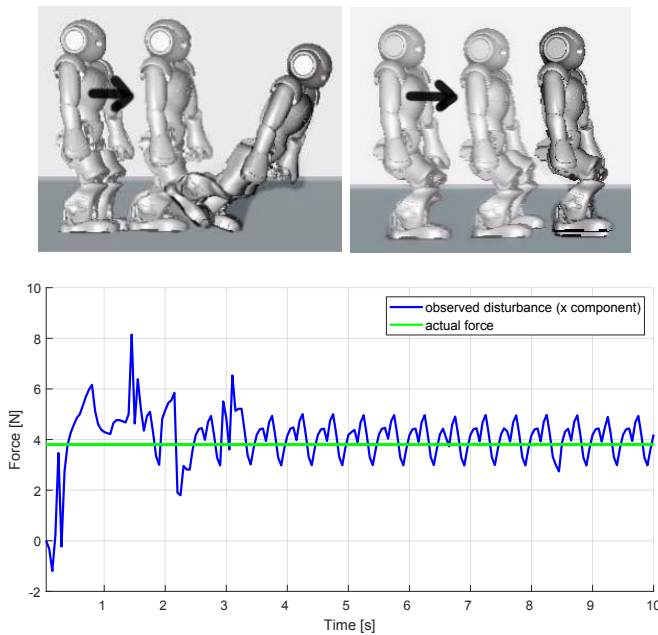 10
8
6
4
2
0
-2
Force [N]
observed disturbance (x component)
actual force
1 2 3 4 5 6 7 8 9 10
Time [s]